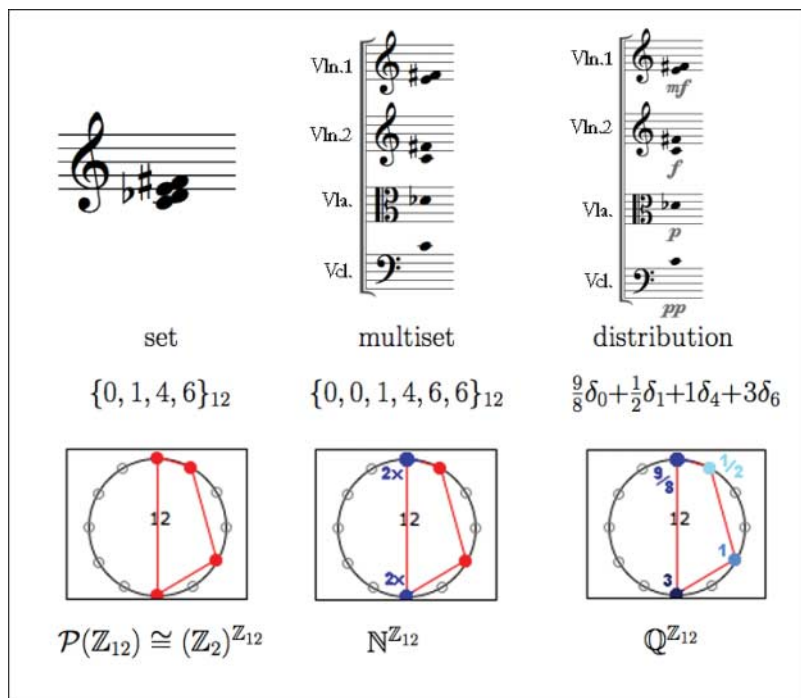 Vln.1
Vln.2
Vla.
Vcl.
Vln.1
mf
Vln.2
f
Vla.
p
Vcl.
pp
set
multiset
distribution
{0, 1, 4, 6}₁₂
{0, 0, 1, 4, 6, 6}₁₂
9/8δ₀+1/2δ₁+1δ₄+3δ₆
12
2x
12
2x
9/8
1/2
12
1
3
𝒫(ℤ₁₂) ≅ (ℤ₂)^ℤ₁₂
ℕ^ℤ₁₂
ℚ^ℤ₁₂